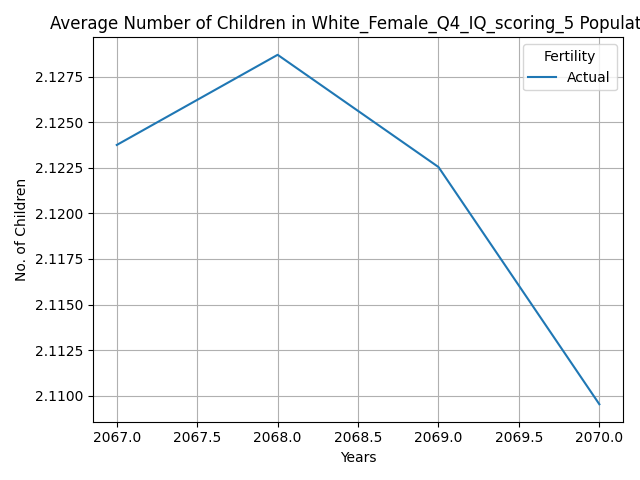 Average Number of Children in White_Female_Q4_IQ_scoring_5 Populat
Fertility
Actual
No. of Children
2.1275
2.1250
2.1225
2.1200
2.1175
2.1150
2.1125
2.1100
2067.0 2067.5 2068.0 2068.5 2069.0 2069.5 2070.0
Years